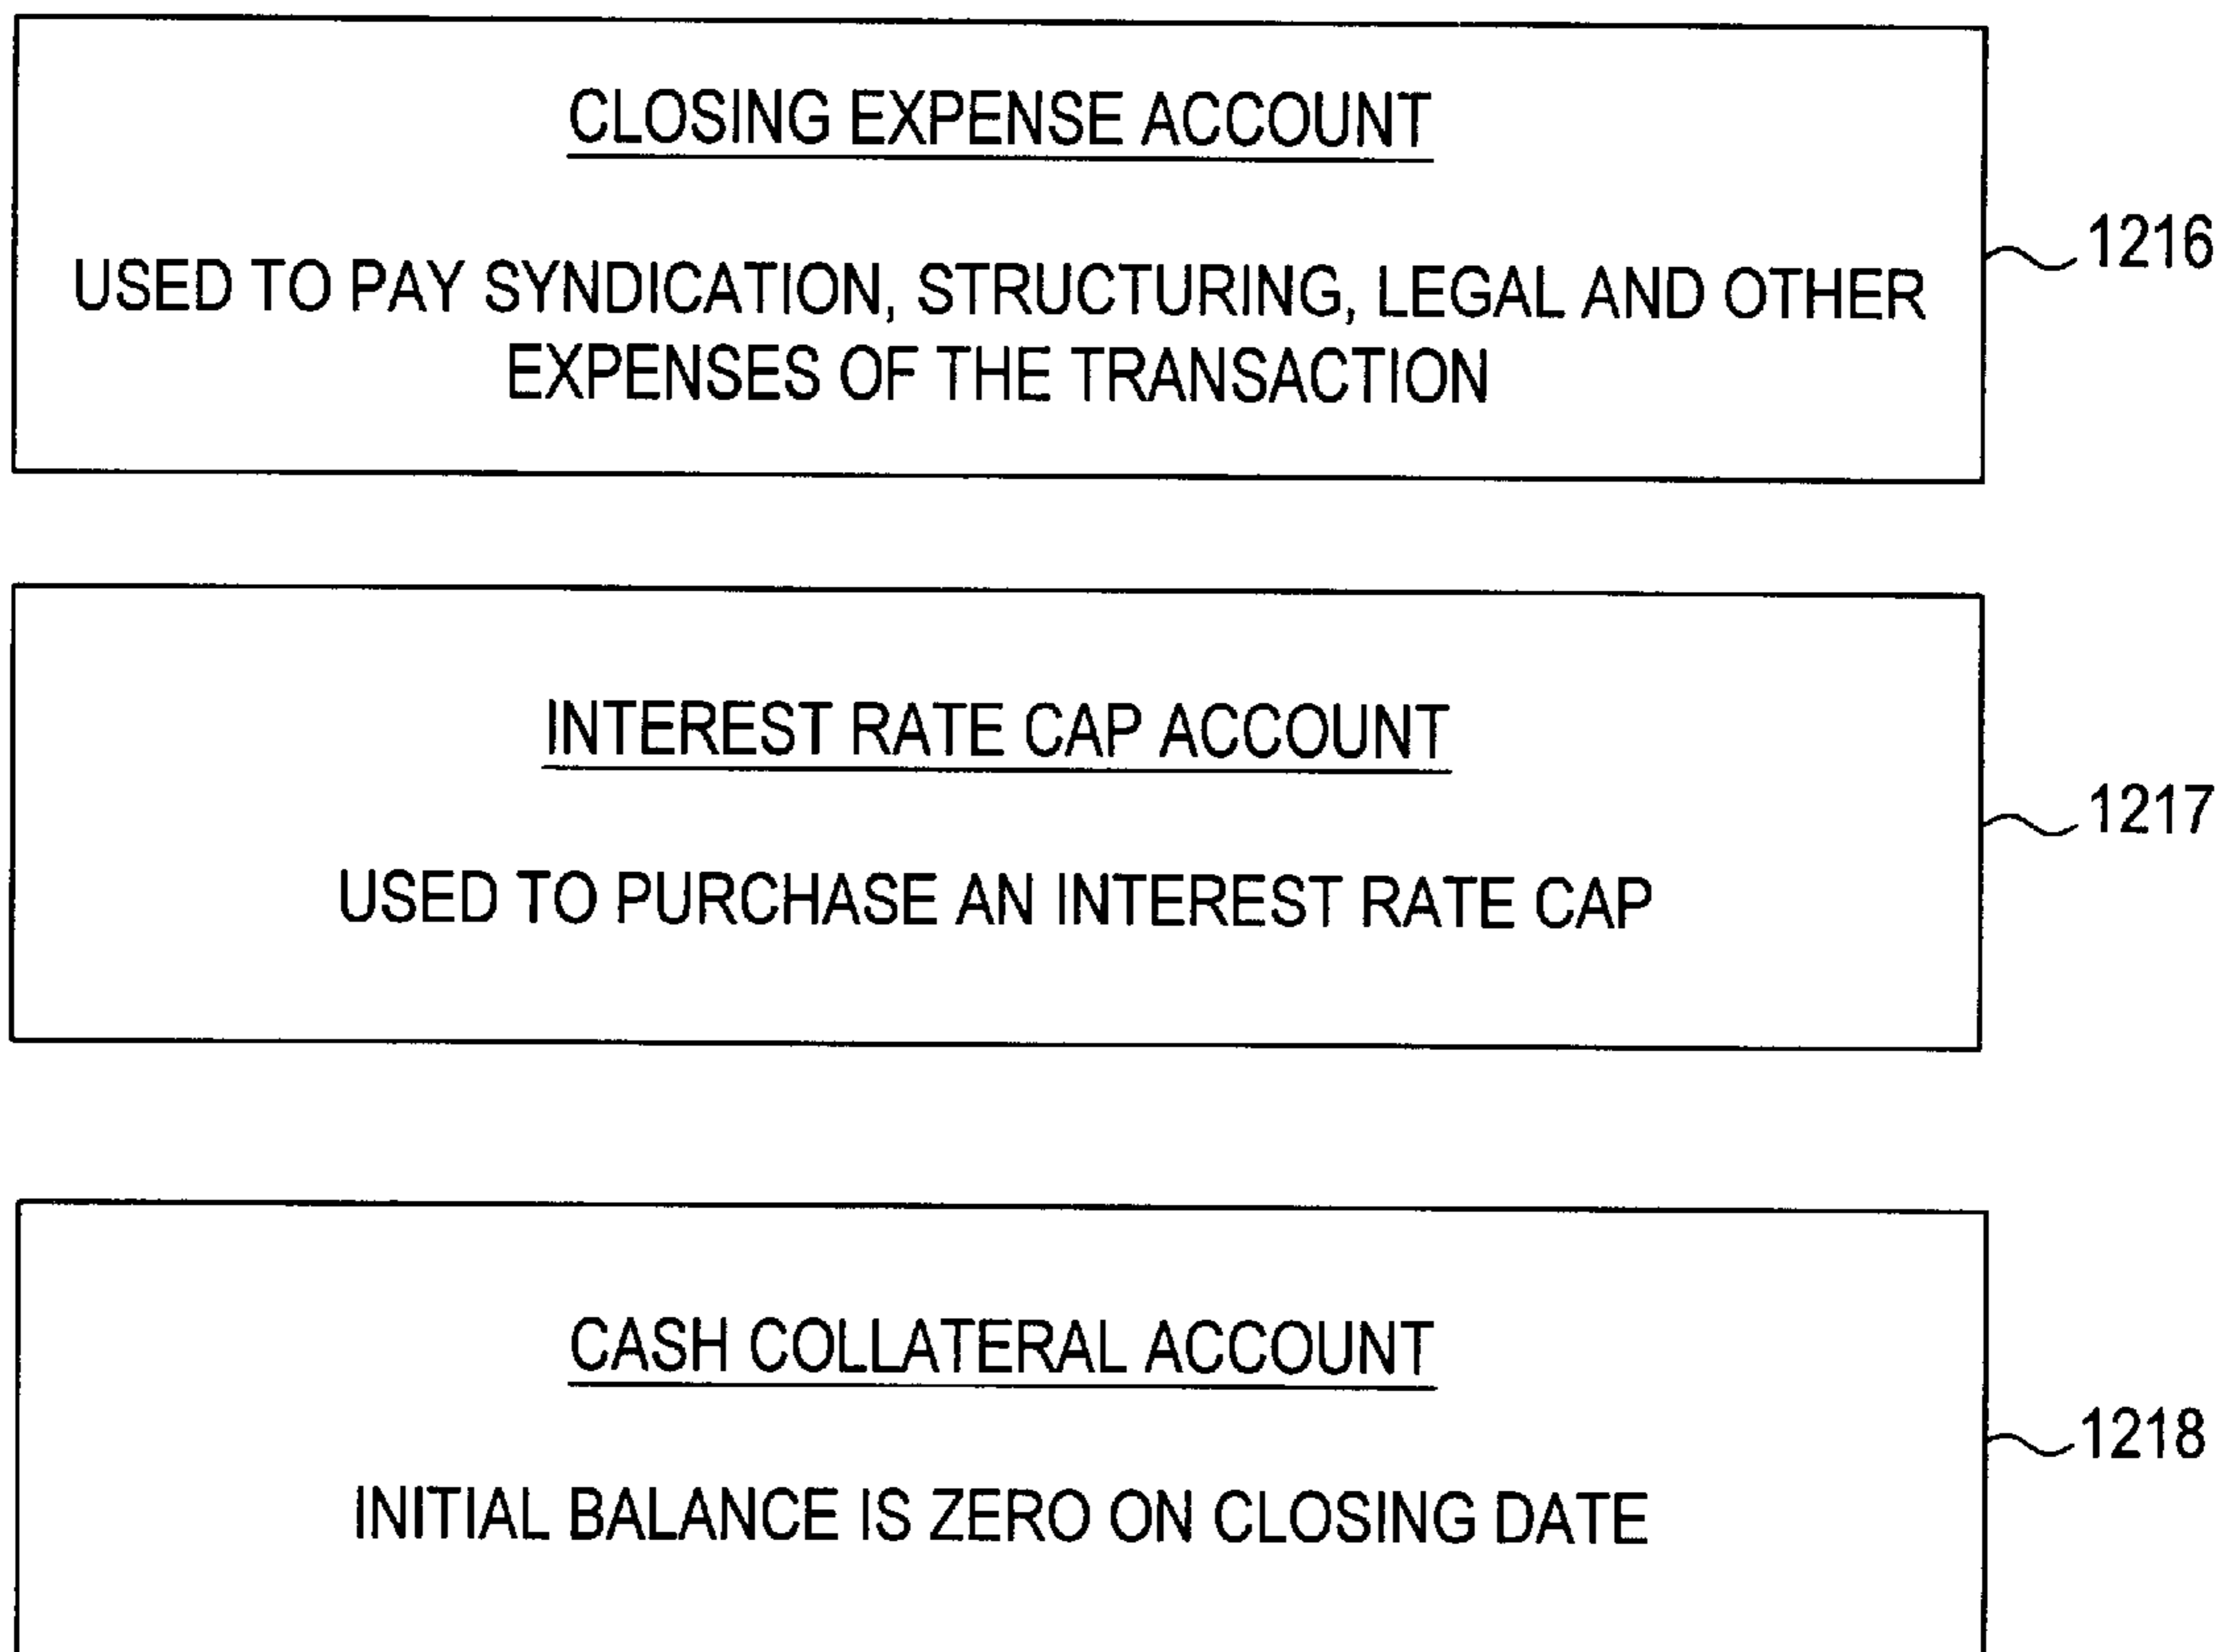 CLOSING EXPENSE ACCOUNT
USED TO PAY SYNDICATION, STRUCTURING, LEGAL AND OTHER
EXPENSES OF THE TRANSACTION
1216
INTEREST RATE CAP ACCOUNT
USED TO PURCHASE AN INTEREST RATE CAP
1217
CASH COLLATERAL ACCOUNT
INITIAL BALANCE IS ZERO ON CLOSING DATE
1218